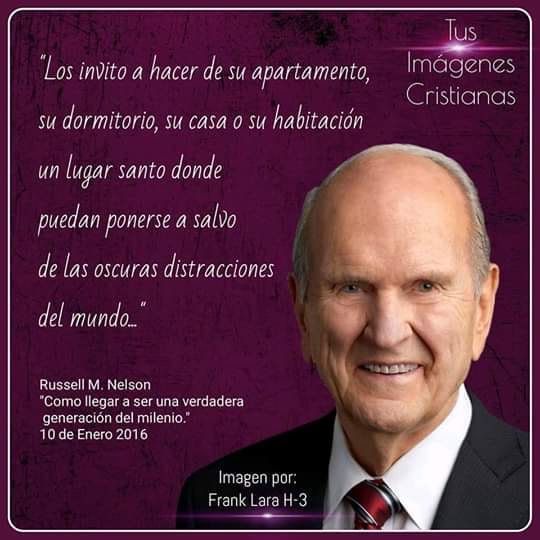 Tus
Imágenes
Cristianas
"Los invito a hacer de su apartamento,
su dormitorio, su casa o su habitación
un lugar santo donde
puedan ponerse a salvo
de las oscuras distracciones
del mundo..."
Russell M. Nelson
"Como llegar a ser una verdadera
generación del milenio."
10 de Enero 2016
Imagen por:
Frank Lara H-3